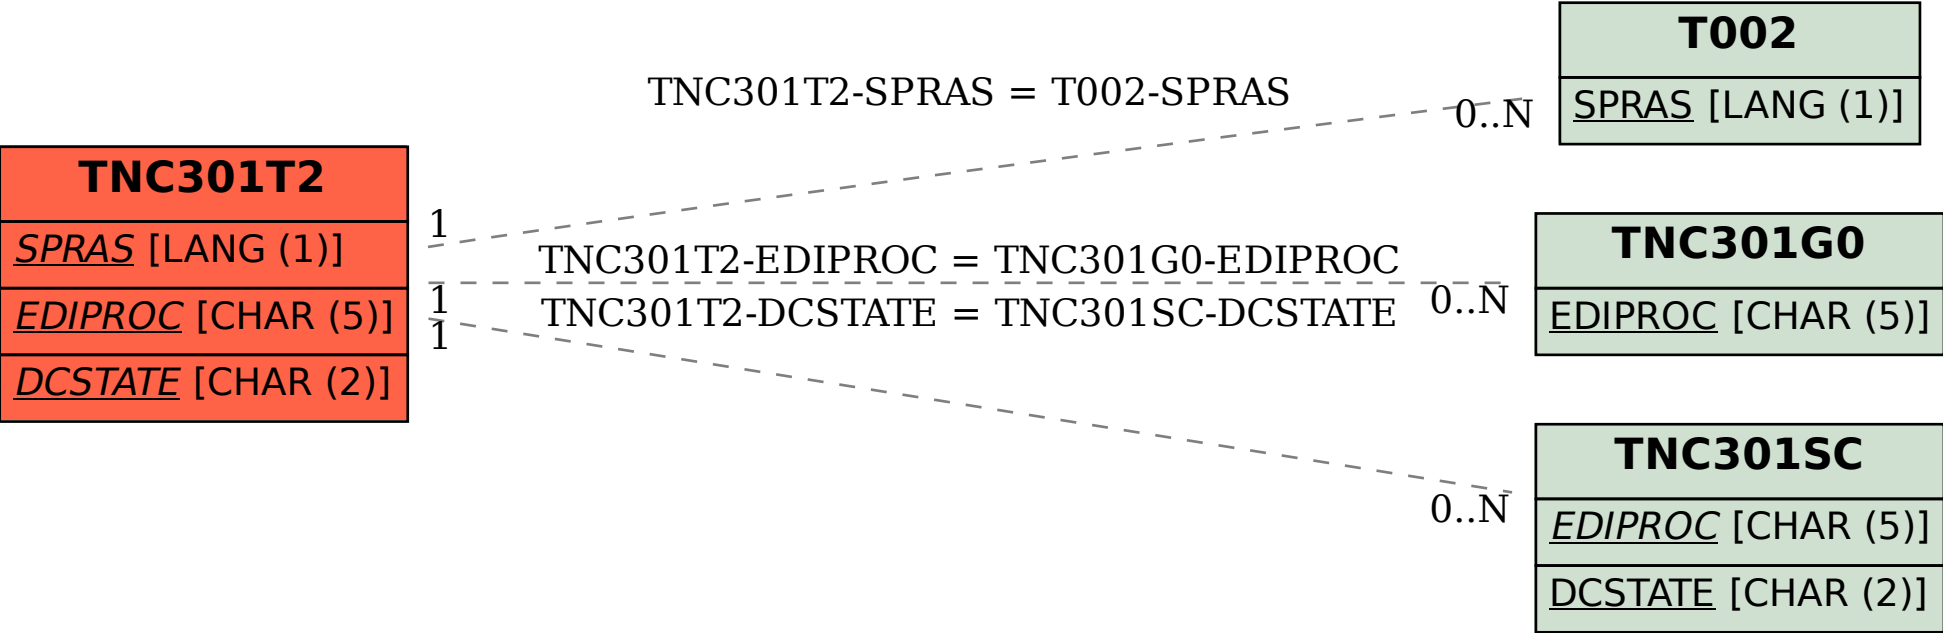 T002
SPRAS [LANG (1)]
TNC301T2-SPRAS = T002-SPRAS
0..N
TNC301T2
SPRAS [LANG (1)]
EDIPROC [CHAR (5)]
DCSTATE [CHAR (2)]
1
TNC301T2-EDIPROC = TNC301G0-EDIPROC
1
0..N
TNC301T2-DCSTATE = TNC301SC-DCSTATE
1
TNC301G0
EDIPROC [CHAR (5)]
0..N
TNC301SC
EDIPROC [CHAR (5)]
DCSTATE [CHAR (2)]